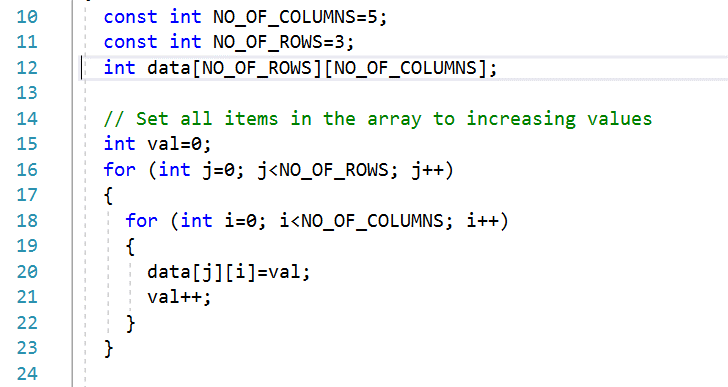 10 const int NO_OF_COLUMNS=5;
11 const int NO_OF_ROWS=3;
12 int data[NO_OF_ROWS][NO_OF_COLUMNS];
13
14 // Set all items in the array to increasing values
15 int val=0;
16 for (int j=0; j<NO_OF_ROWS; j++)
17 {
18 for (int i=0; i<NO_OF_COLUMNS; i++)
19 {
20 data[j][i]=val;
21 val++;
22 }
23 }
24